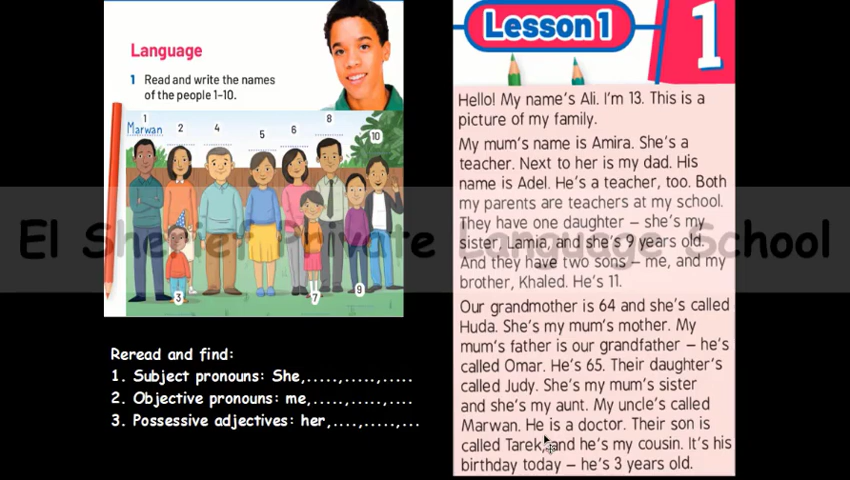 Language
1 Read and write the names
of the people 1–10.
1
Marwan
2
4
5
6
8
10
3
7
9
Reread and find:
1. Subject pronouns: She,.....,.....,.....
2. Objective pronouns: me,.....,.....,....
3. Possessive adjectives: her,....,.....,...
Lesson 1
1
Hello! My name's Ali. I'm 13. This is a
picture of my family.
My mum's name is Amira. She's a
teacher. Next to her is my dad. His
name is Adel. He's a teacher, too. Both
my parents are teachers at my school.
They have one daughter – she's my
sister, Lamia, and she's 9 years old.
And they have two sons – me, and my
brother, Khaled. He's 11.
Our grandmother is 64 and she's called
Huda. She's my mum's mother. My
mum's father is our grandfather – he's
called Omar. He's 65. Their daughter's
called Judy. She's my mum's sister
and she's my aunt. My uncle's called
Marwan. He is a doctor. Their son is
called Tarek, and he's my cousin. It's his
birthday today – he's 3 years old.
El Sherief Private Language School